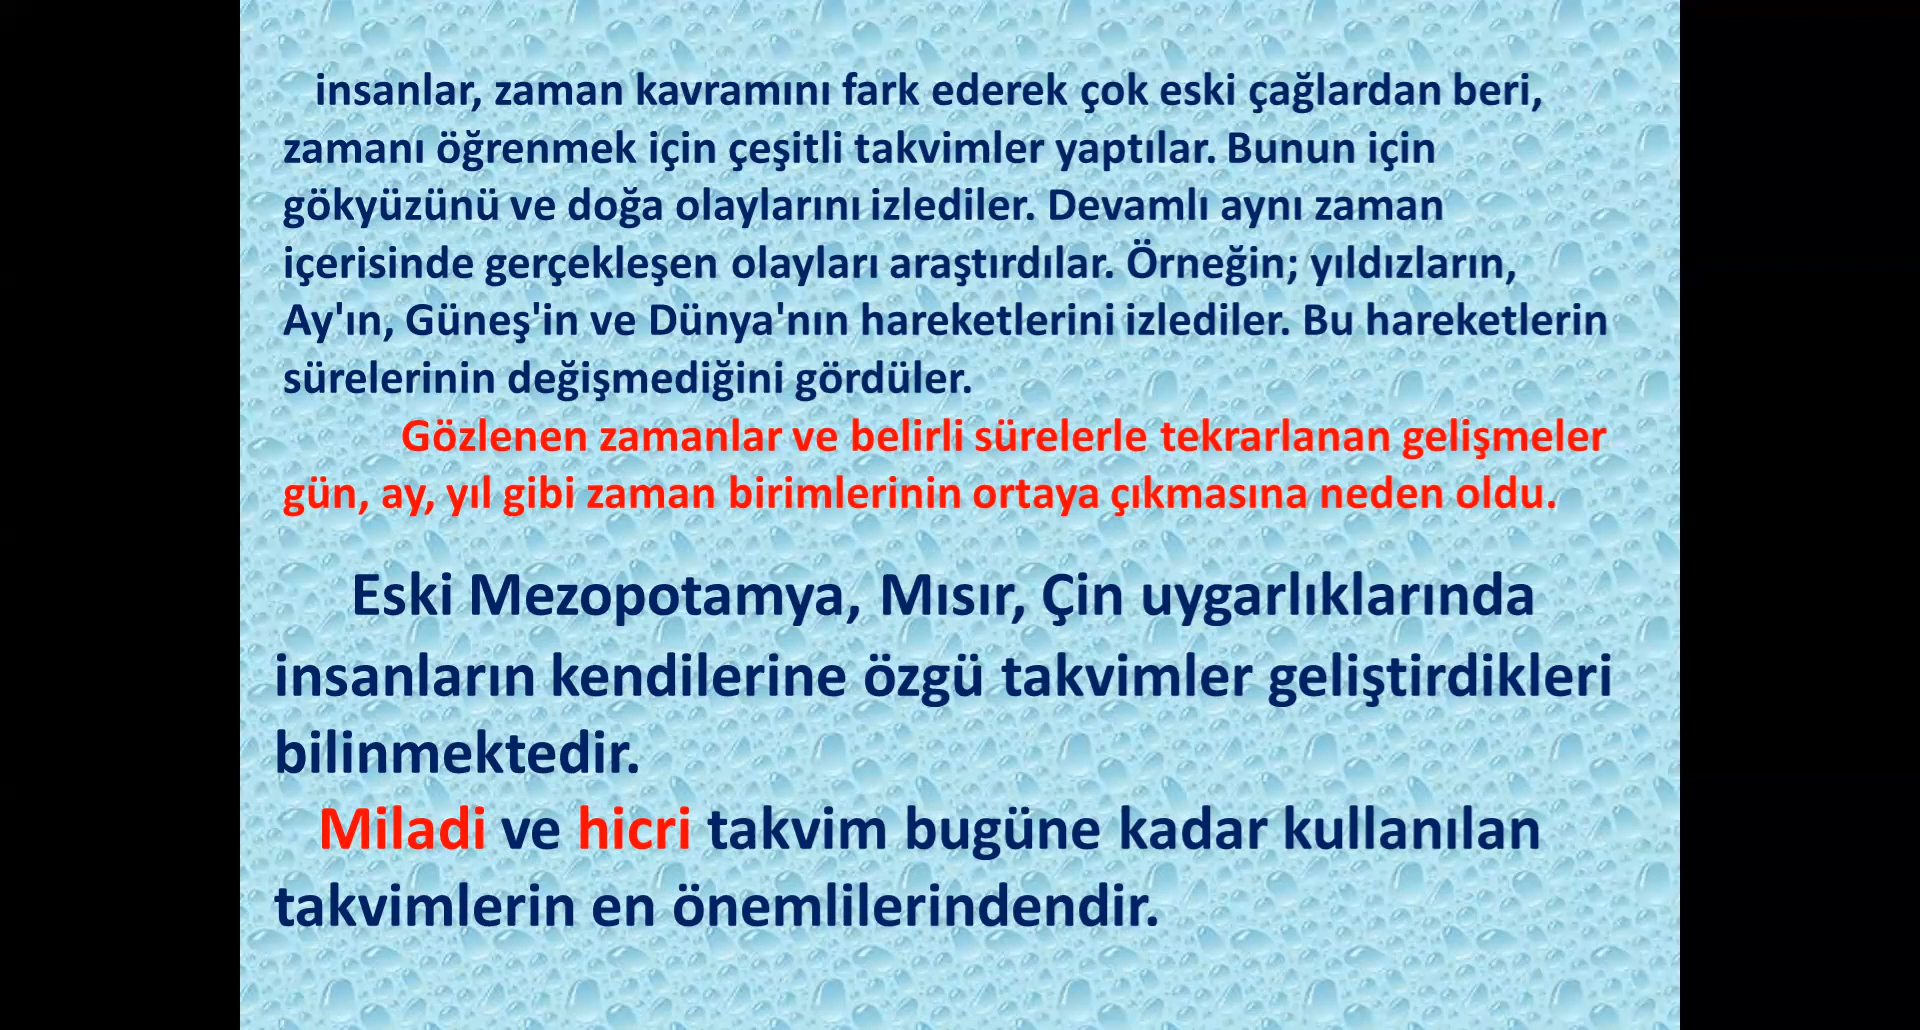 insanlar, zaman kavramını fark ederek çok eski çağlardan beri,
zamanı öğrenmek için çeşitli takvimler yaptılar. Bunun için
gökyüzünü ve doğa olaylarını izlediler. Devamlı aynı zaman
içerisinde gerçekleşen olayları araştırdılar. Örneğin; yıldızların,
Ay'ın, Güneş'in ve Dünya'nın hareketlerini izlediler. Bu hareketlerin
sürelerinin değişmediğini gördüler.
Gözlenen zamanlar ve belirli sürelerle tekrarlanan gelişmeler
gün, ay, yıl gibi zaman birimlerinin ortaya çıkmasına neden oldu.
Eski Mezopotamya, Mısır, Çin uygarlıklarında
insanların kendilerine özgü takvimler geliştirdikleri
bilinmektedir.
Miladi ve hicri takvim bugüne kadar kullanılan
takvimlerin en önemlilerindendir.